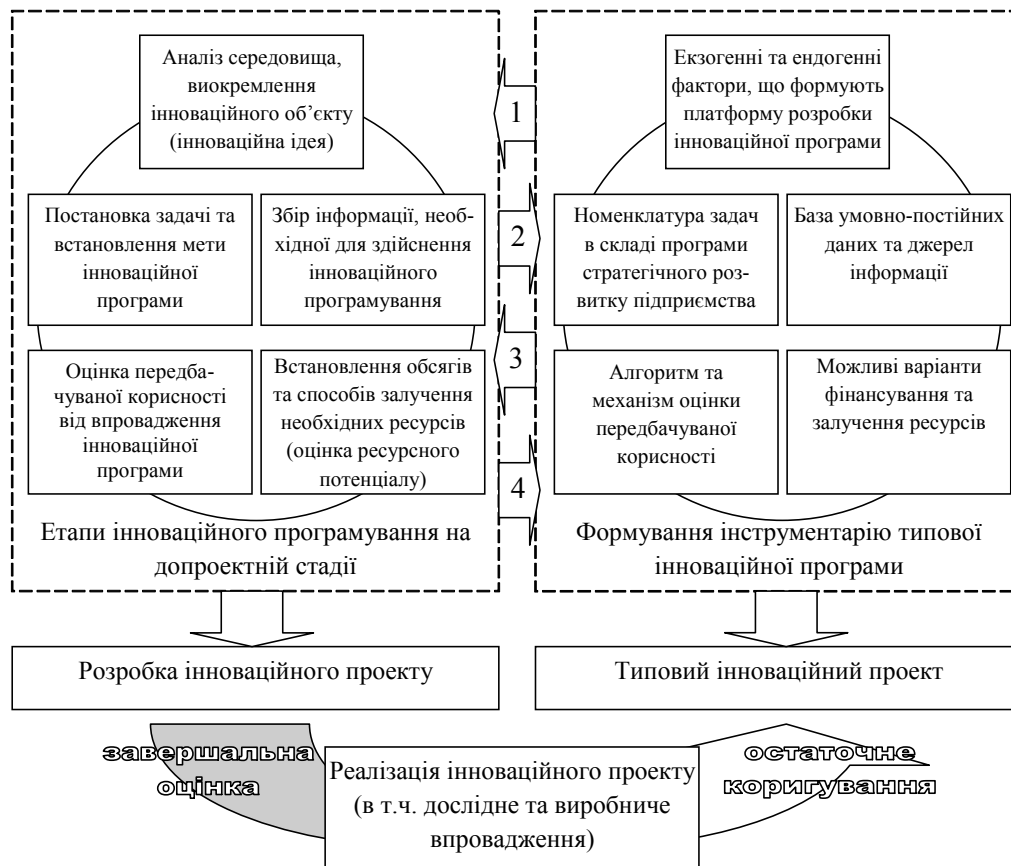 Аналіз середовища,
виокремлення
інноваційного об’єкту
(інноваційна ідея)
Постановка задачі та
встановлення мети
інноваційної
програми
Збір інформації, необ-
хідної для здійснення
інноваційного
програмування
Оцінка передба-
чуваної корисності
від впровадження
інноваційної
програми
Встановлення обсягів
та способів залучення
необхідних ресурсів
(оцінка ресурсного
потенціалу)
Етапи інноваційного програмування на
допроектній стадії
1
2
3
4
Екзогенні та ендогенні
фактори, що формують
платформу розробки
інноваційної програми
Номенклатура задач
в складі програми
стратегічного роз-
витку підприємства
База умовно-постійних
даних та джерел
інформації
Алгоритм та
механізм оцінки
передбачуваної
корисності
Можливі варіанти
фінансування та
залучення ресурсів
Формування інструментарію типової
інноваційної програми
Розробка інноваційного проекту
Типовий інноваційний проект
завершальна
оцінка
Реалізація інноваційного проекту
(в т.ч. дослідне та виробниче
впровадження)
остаточне
коригування